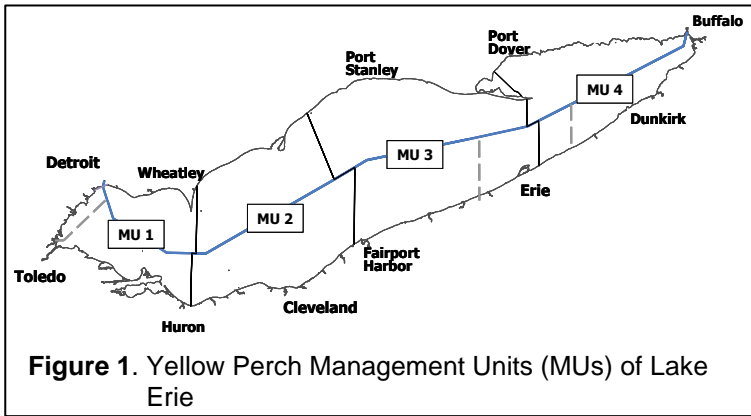 Buffalo
Port
Dover
Port
Stanley
MU 4
Dunkirk
MU 3
Detroit
Wheatley
Erie
MU 2
MU 1
Fairport
Harbor
Toledo
Cleveland
Huron
Figure 1. Yellow Perch Management Units (MUs) of Lake
Erie